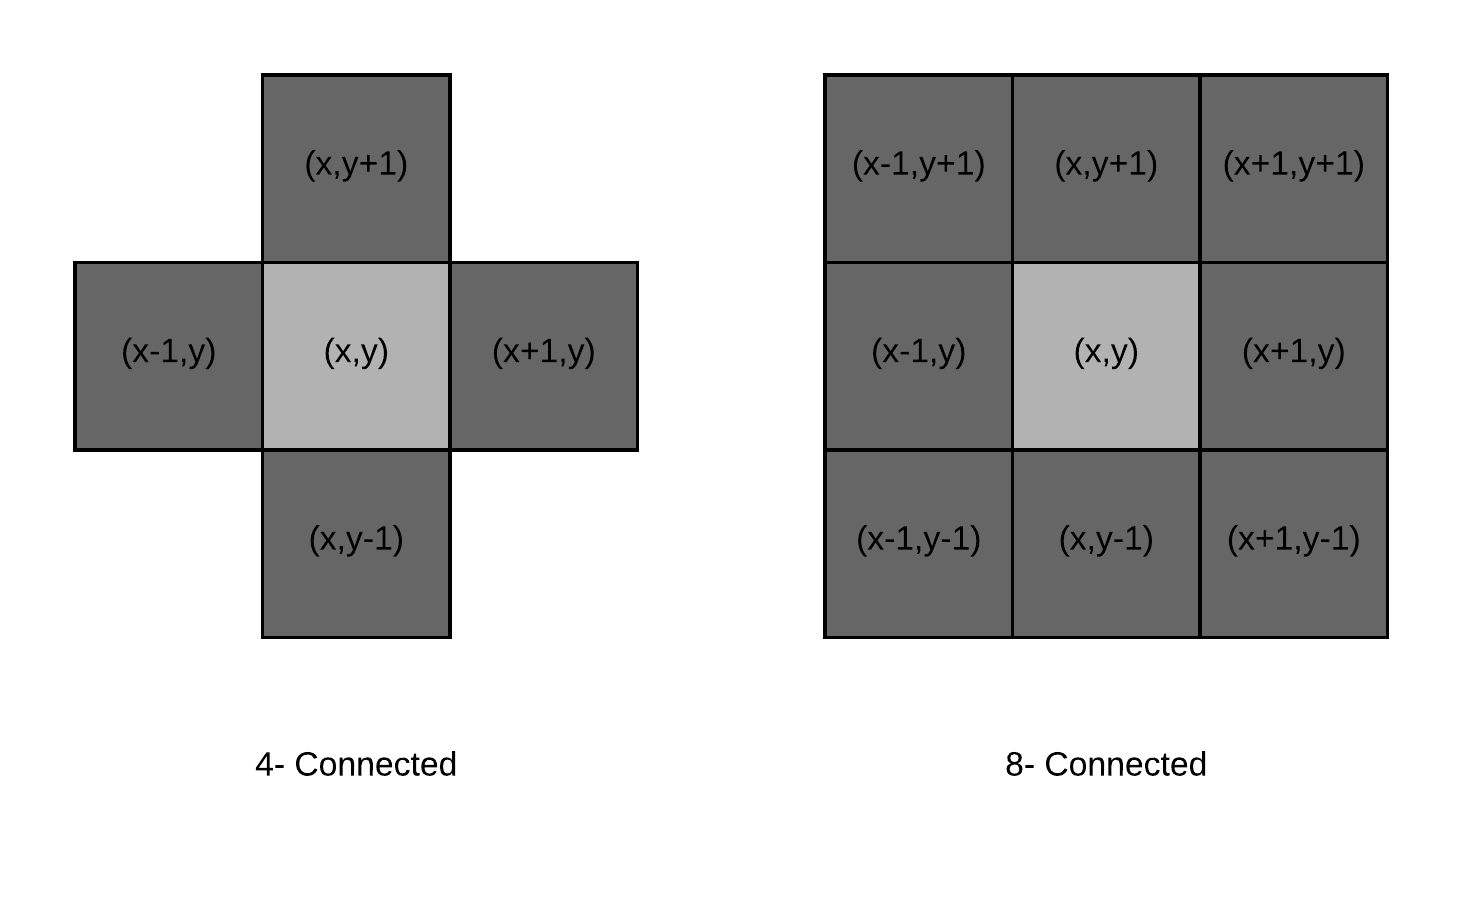 (x,y+1)
(x-1,y) (x,y) (x+1,y)
(x,y-1)
4- Connected
(x-1,y+1) (x,y+1) (x+1,y+1)
(x-1,y) (x,y) (x+1,y)
(x-1,y-1) (x,y-1) (x+1,y-1)
8- Connected